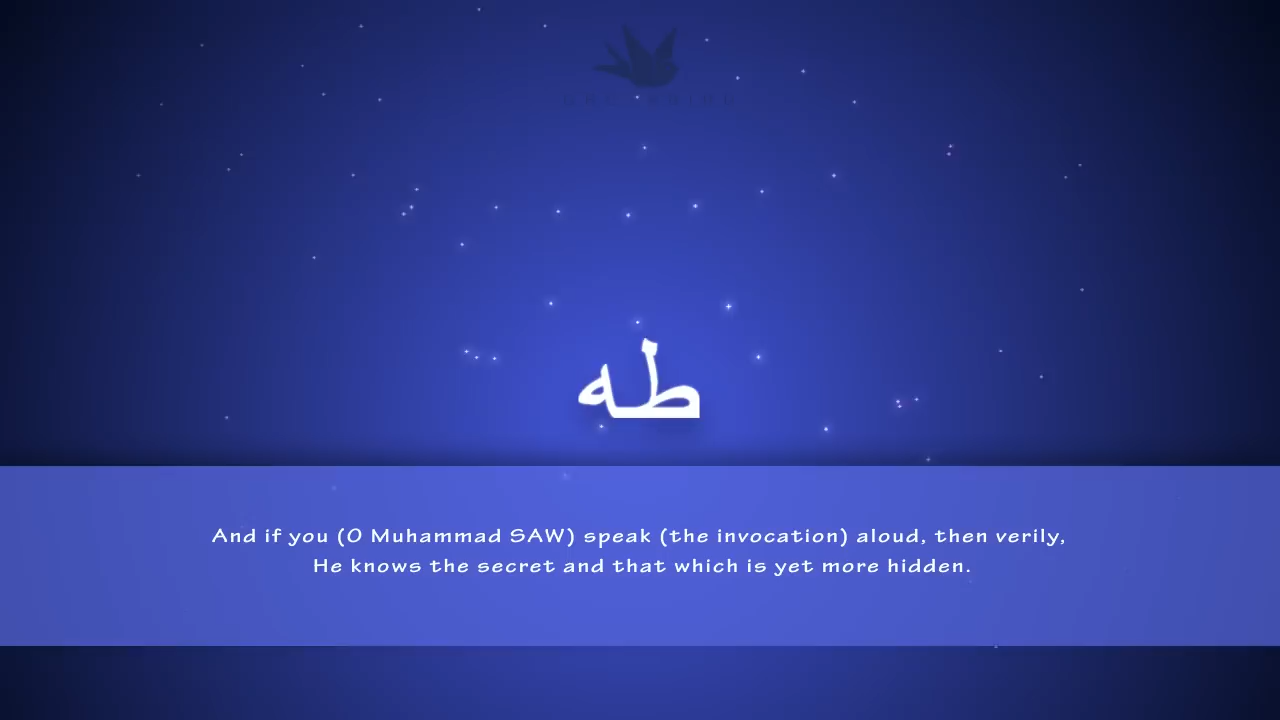 طه
And if you (O Muhammad SAW) speak (the invocation) aloud, then verily,
He knows the secret and that which is yet more hidden.